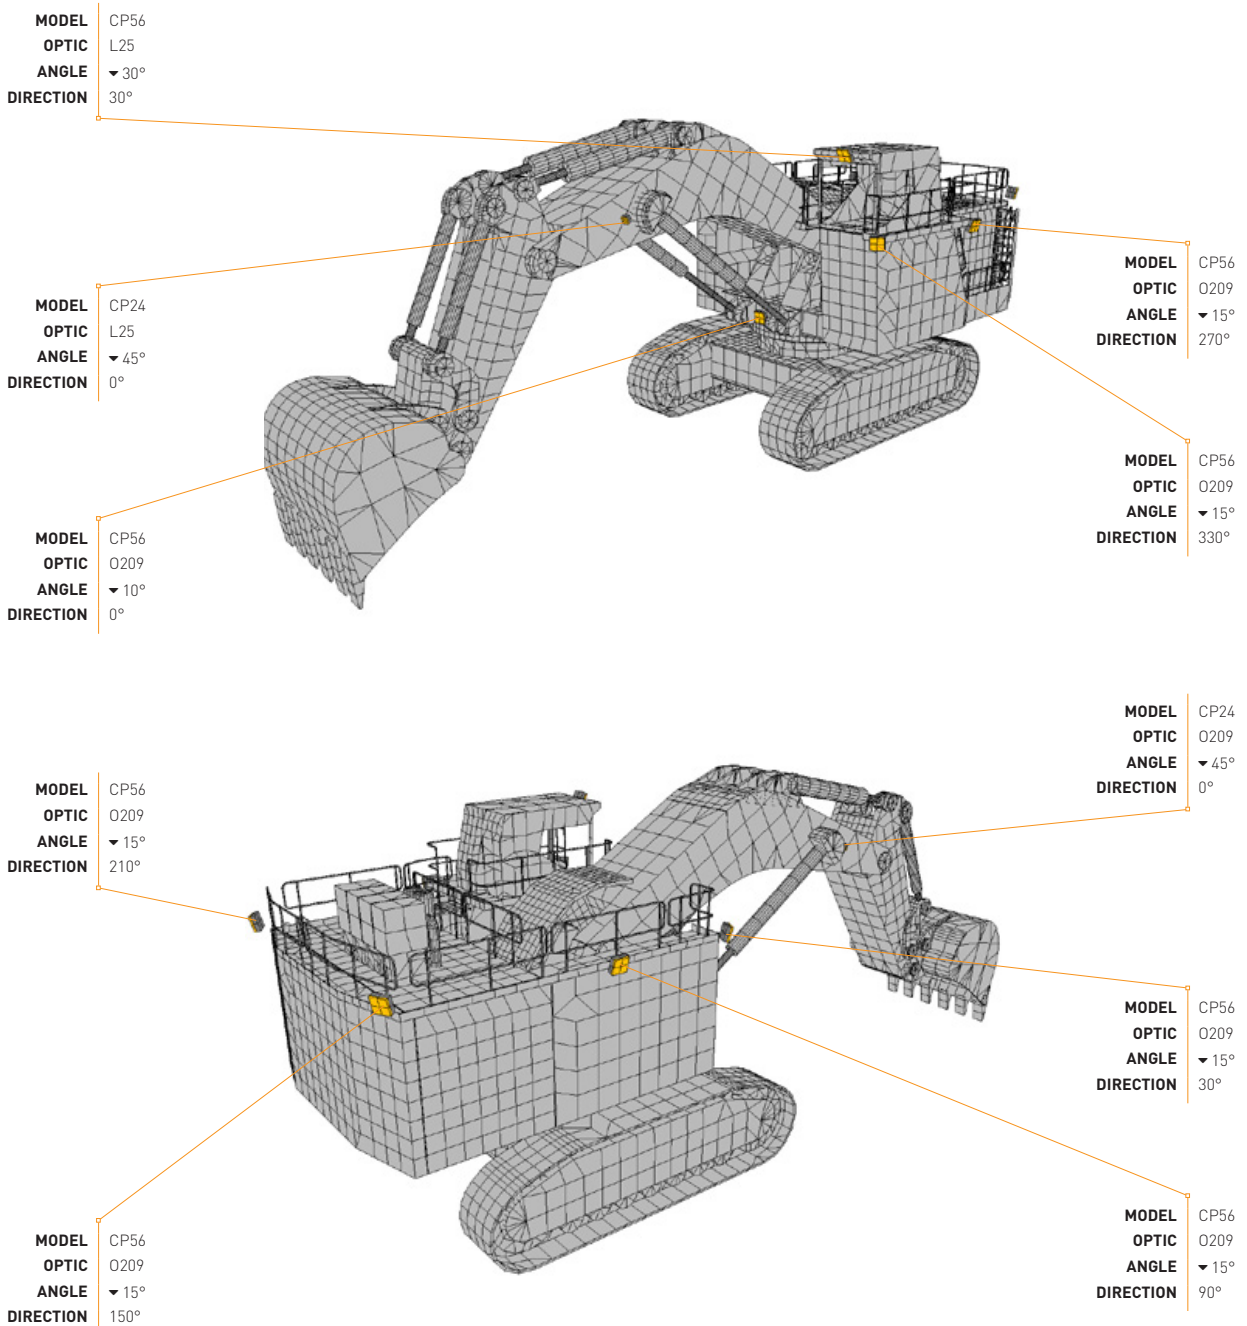 MODEL CP56
OPTIC L25
ANGLE ▼ 30°
DIRECTION 30°
MODEL CP24
OPTIC L25
ANGLE ▼ 45°
DIRECTION 0°
MODEL CP56
OPTIC O209
ANGLE ▼ 10°
DIRECTION 0°
MODEL CP56
OPTIC O209
ANGLE ▼ 15°
DIRECTION 270°
MODEL CP56
OPTIC O209
ANGLE ▼ 15°
DIRECTION 330°
MODEL CP56
OPTIC O209
ANGLE ▼ 15°
DIRECTION 210°
MODEL CP56
OPTIC O209
ANGLE ▼ 15°
DIRECTION 150°
MODEL CP24
OPTIC O209
ANGLE ▼ 45°
DIRECTION 0°
MODEL CP56
OPTIC O209
ANGLE ▼ 15°
DIRECTION 30°
MODEL CP56
OPTIC O209
ANGLE ▼ 15°
DIRECTION 90°